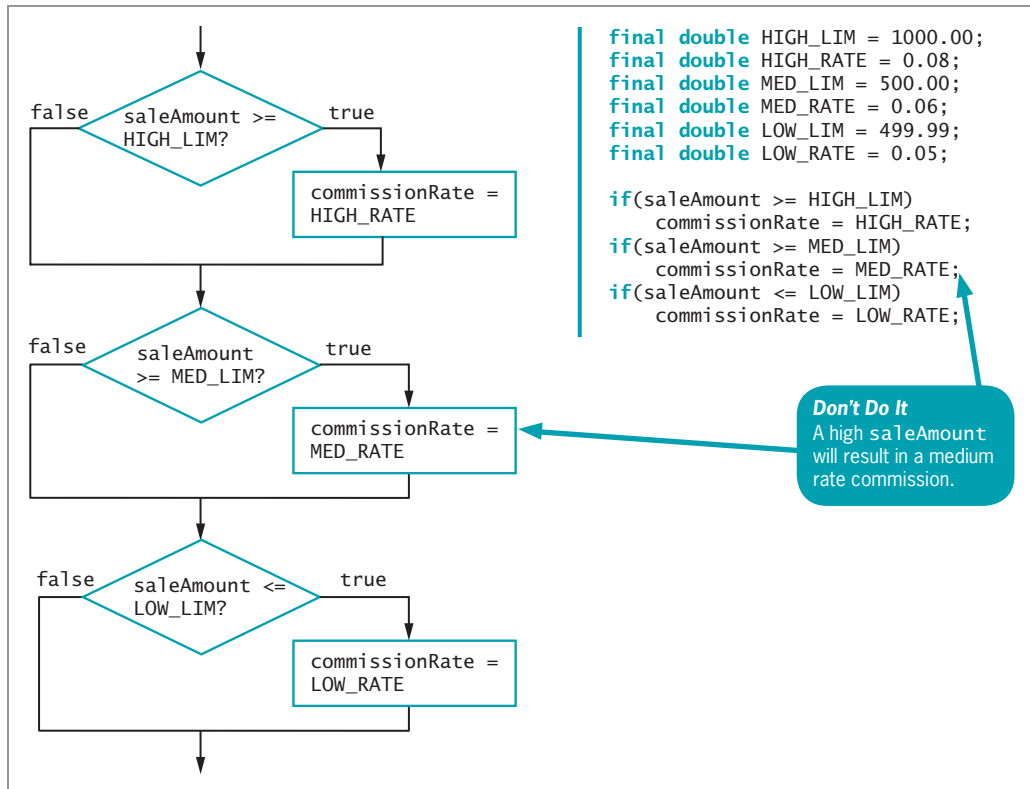 false
saleAmount >=
HIGH_LIM?
true
commissionRate =
HIGH_RATE
false
saleAmount
>= MED_LIM?
true
commissionRate =
MED_RATE
false
saleAmount <=
LOW_LIM?
true
commissionRate =
LOW_RATE
final double HIGH_LIM = 1000.00;
final double HIGH_RATE = 0.08;
final double MED_LIM = 500.00;
final double MED_RATE = 0.06;
final double LOW_LIM = 499.99;
final double LOW_RATE = 0.05;
if(saleAmount >= HIGH_LIM)
    commissionRate = HIGH_RATE;
if(saleAmount >= MED_LIM)
    commissionRate = MED_RATE;
if(saleAmount <= LOW_LIM)
    commissionRate = LOW_RATE;
Don't Do It
A high saleAmount
will result in a medium
rate commission.